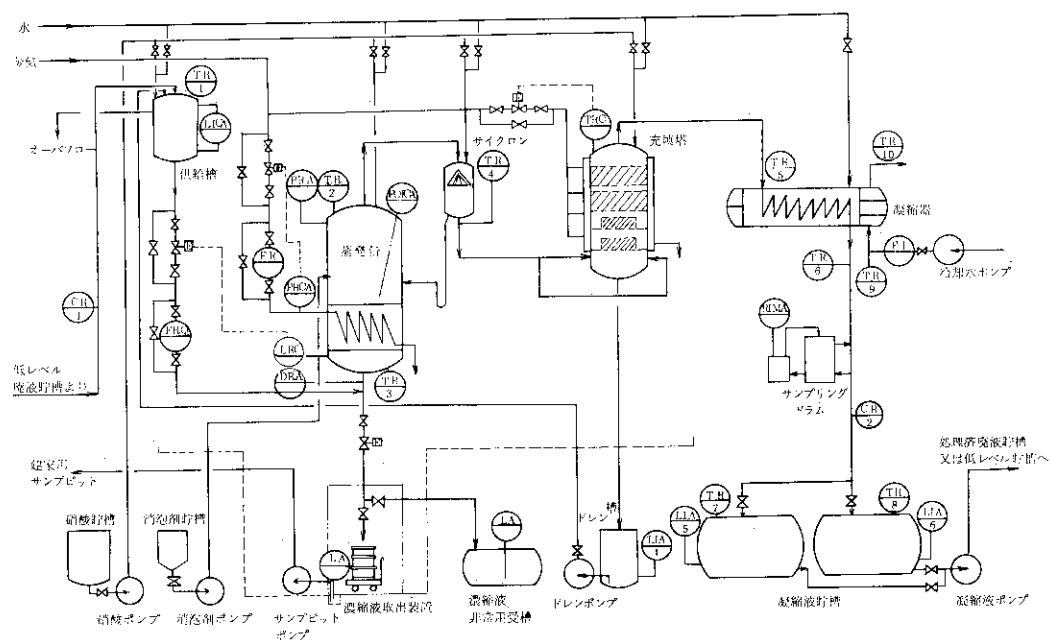 水
蒸気
TR
1
LICA
オーバフロー
供給槽
CR
1
FRC
低レベル
廃液貯槽より
FR
PRA
TR
2
蒸発缶
LRC
DRA
TR
3
サイクロン
TR
4
TRC
充填塔
TR
5
TR
10
凝縮器
FI
冷却水ポンプ
TR
6
TR
9
サンプリング
ドラム
CR
2
処理済廃液貯槽
又は低レベル貯槽へ
サンプピット
硝酸貯槽
消泡剤貯槽
硝酸ポンプ
消泡剤ポンプ
サンプピット
ポンプ
LA
濃縮液取出装置
LA
濃縮液
非常用受槽
ドレン槽
LIA
4
ドレンポンプ
LIA
5
TR
7
TR
8
LIA
6
凝縮液貯槽
凝縮液ポンプ